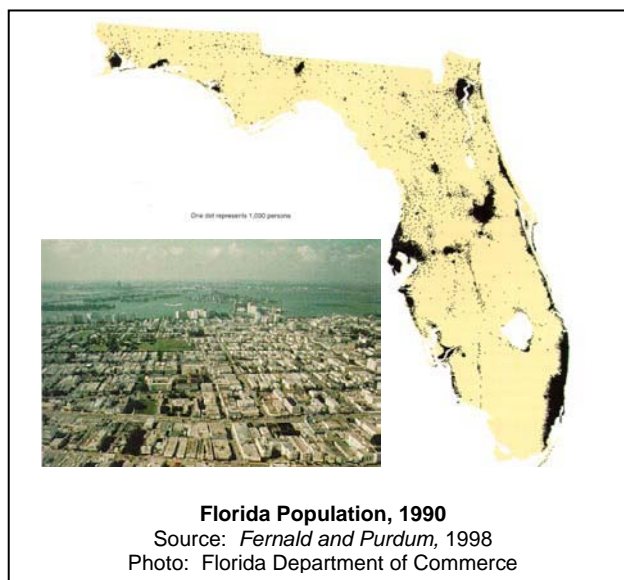 One dot represents 1,000 persons
Florida Population, 1990
Source: Fernald and Purdum, 1998
Photo: Florida Department of Commerce